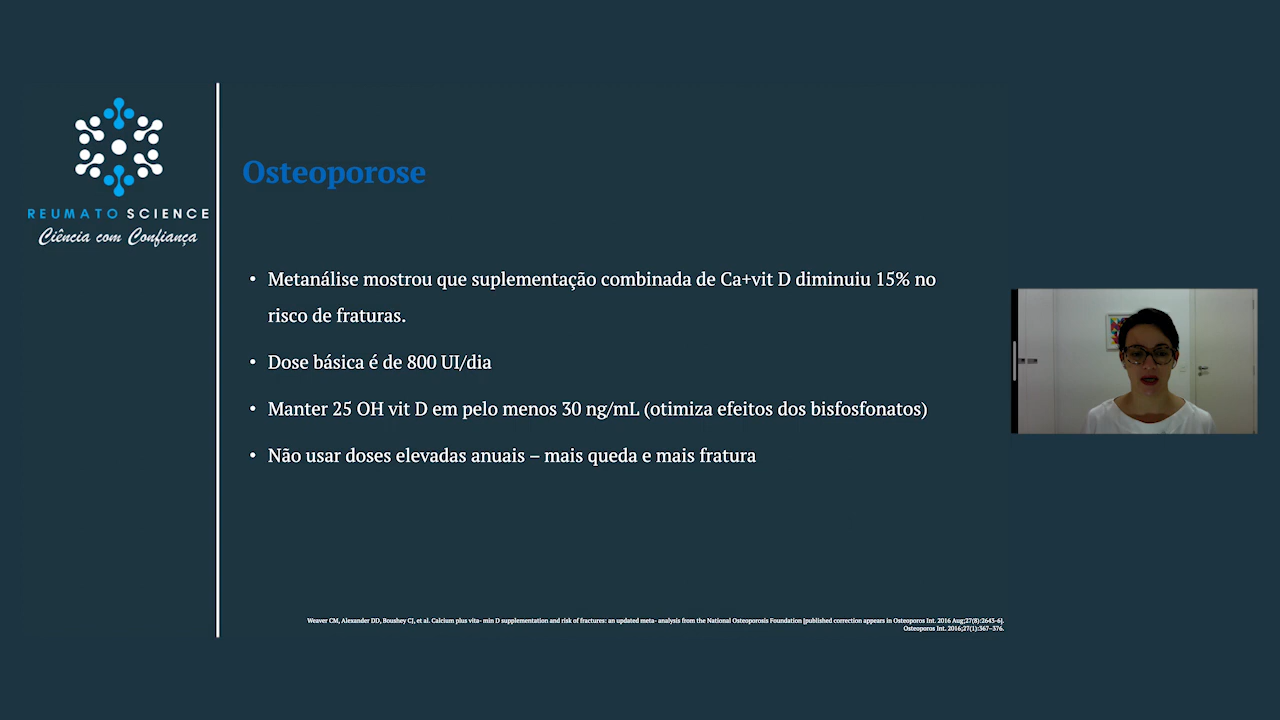 REUMATO SCIENCE
Ciência com Confiança
Osteoporose
• Metanálise mostrou que suplementação combinada de Ca+vit D diminuiu 15% no
risco de fraturas.
• Dose básica é de 800 UI/dia
• Manter 25 OH vit D em pelo menos 30 ng/mL (otimiza efeitos dos bisfosfonatos)
• Não usar doses elevadas anuais – mais queda e mais fratura
Weaver CM, Alexander DD, Boushey CJ, et al. Calcium plus vita- min D supplementation and risk of fractures: an updated meta- analysis from the National Osteoporosis Foundation [published correction appears in Osteoporos Int. 2016 Aug;27(8):2643-6].
Osteoporos Int. 2016;27(1):367–376.